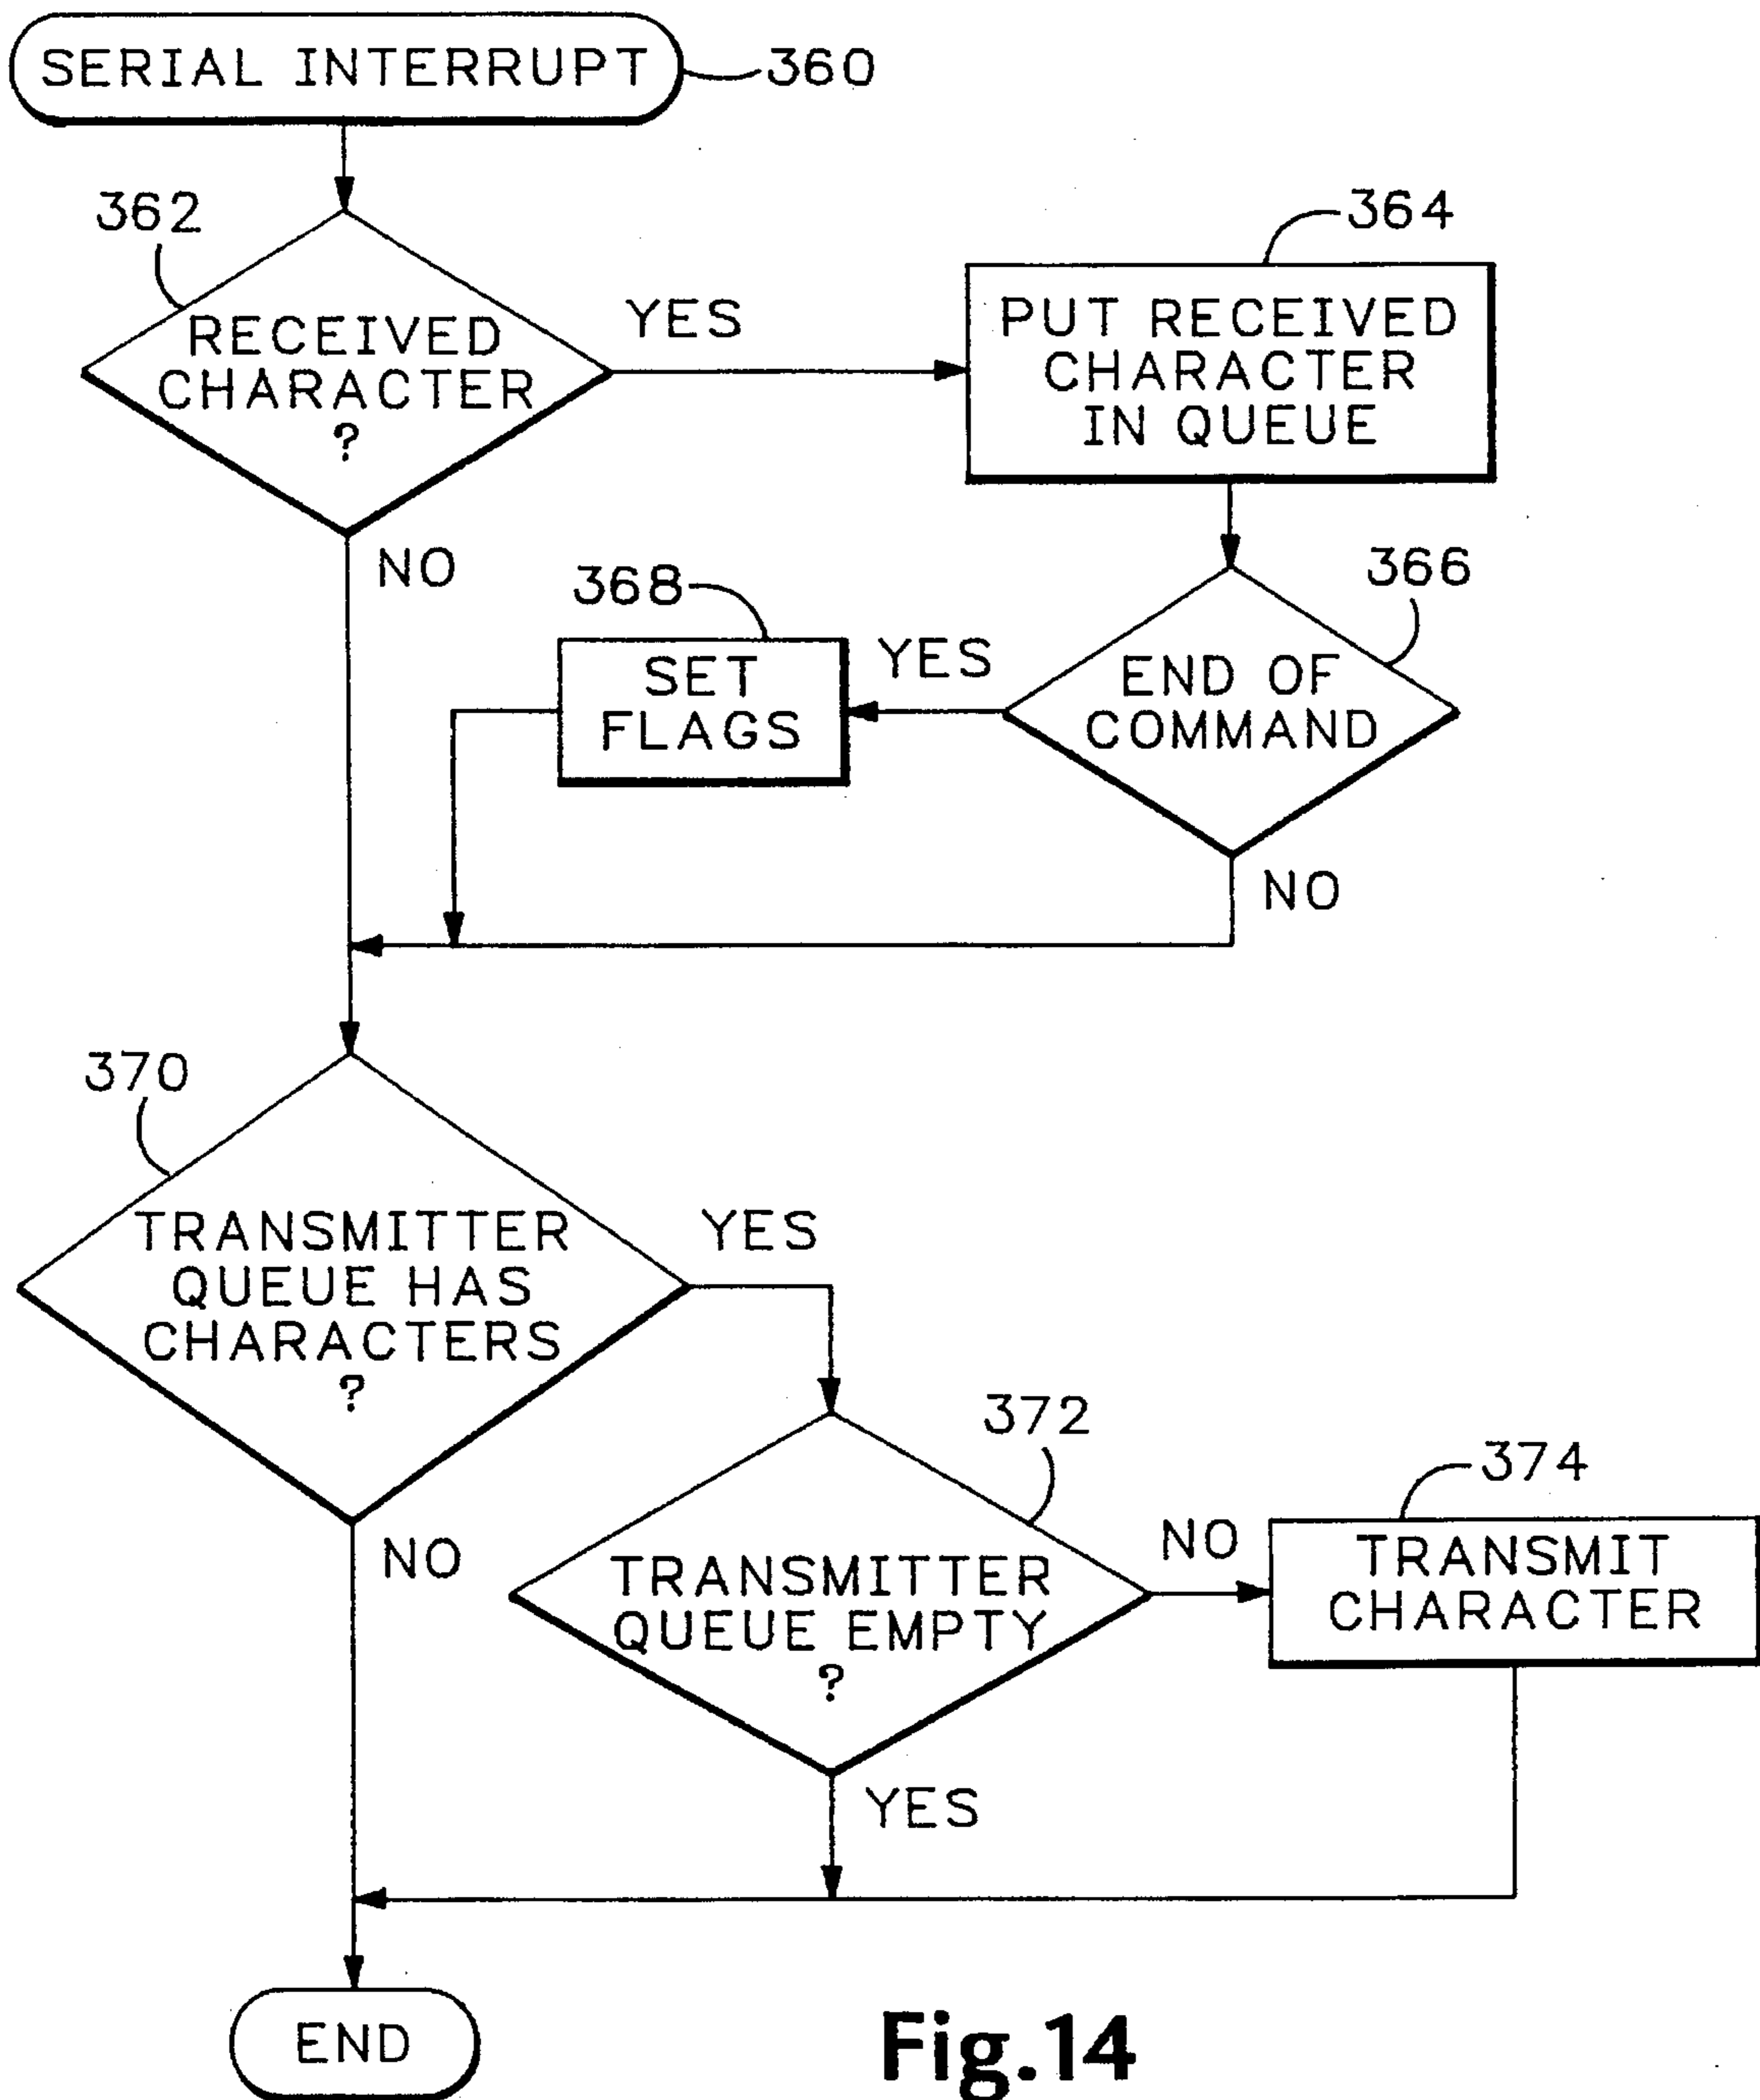 SERIAL INTERRUPT
360
362
RECEIVED
CHARACTER
?
YES
NO
364
PUT RECEIVED
CHARACTER
IN QUEUE
366
END OF
COMMAND
YES
NO
368
SET
FLAGS
370
TRANSMITTER
QUEUE HAS
CHARACTERS
?
YES
NO
372
TRANSMITTER
QUEUE EMPTY
?
NO
YES
374
TRANSMIT
CHARACTER
END
Fig.14